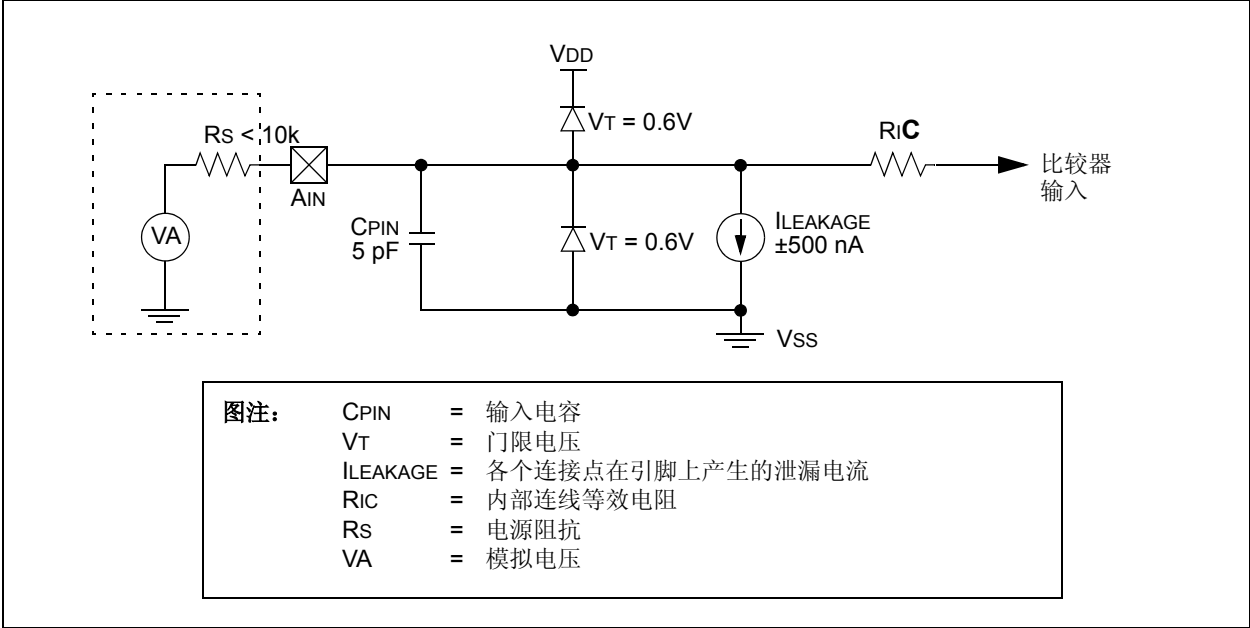 VDD
VT = 0.6V
RS < 10k
RIC
AIN
比较器
输入
VA
CPIN
5 pF
VT = 0.6V
ILEAKAGE
±500 nA
VSS
图注: CPIN = 输入电容
VT = 门限电压
ILEAKAGE = 各个连接点在引脚上产生的泄漏电流
RIC = 内部连线等效电阻
RS = 电源阻抗
VA = 模拟电压